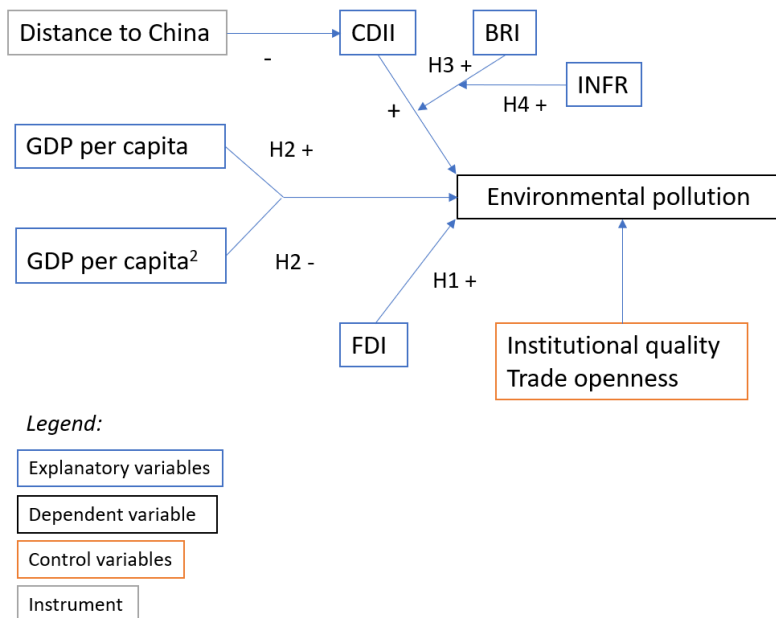 Distance to China
CDII
BRI
-
H3 +
INFR
+
H4 +
GDP per capita
H2 +
Environmental pollution
GDP per capita²
H2 -
H1 +
FDI
Institutional quality
Trade openness
Legend:
Explanatory variables
Dependent variable
Control variables
Instrument